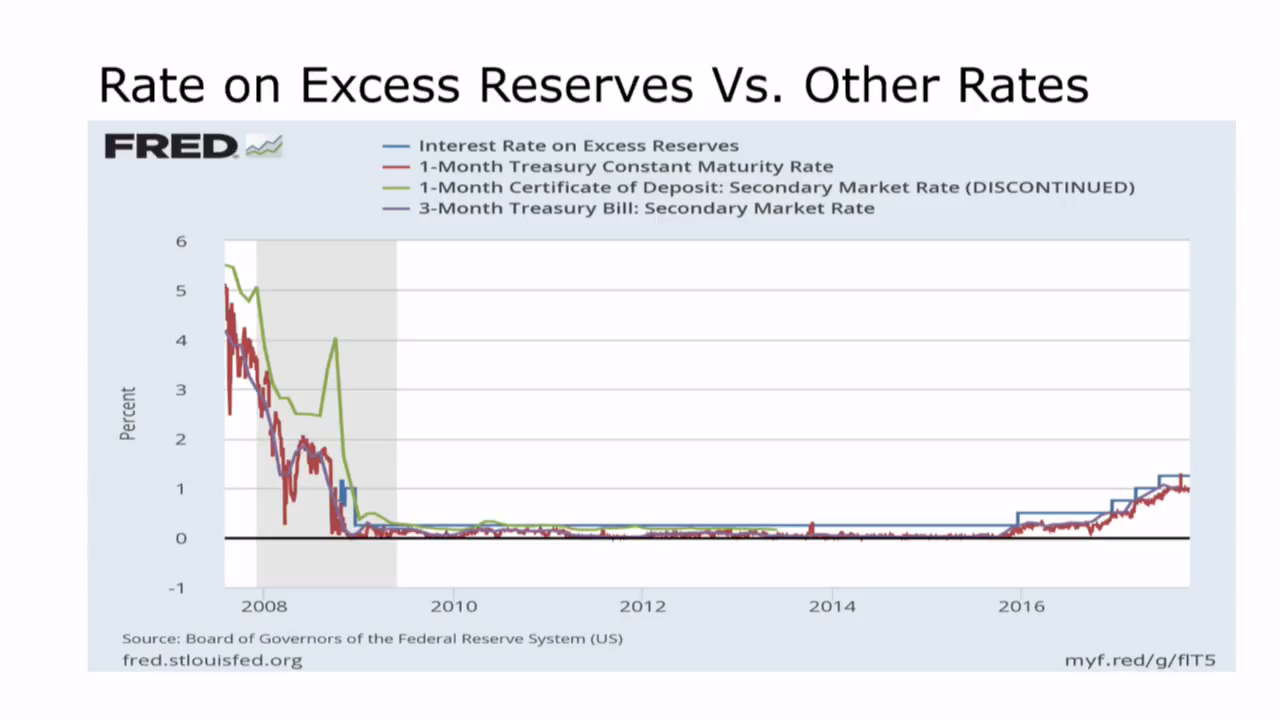 Rate on Excess Reserves Vs. Other Rates
FRED
Interest Rate on Excess Reserves
1-Month Treasury Constant Maturity Rate
1-Month Certificate of Deposit: Secondary Market Rate (DISCONTINUED)
3-Month Treasury Bill: Secondary Market Rate
Percent
6
5
4
3
2
1
0
-1
2008 2010 2012 2014 2016
Source: Board of Governors of the Federal Reserve System (US)
fred.stlouisfed.org myf.red/g/fIT5